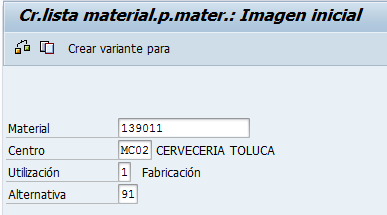 Cr.lista material.p.mater.: Imagen inicial
Crear variante para
Material 139011
Centro MC02 CERVECERIA TOLUCA
Utilización 1 Fabricación
Alternativa 91